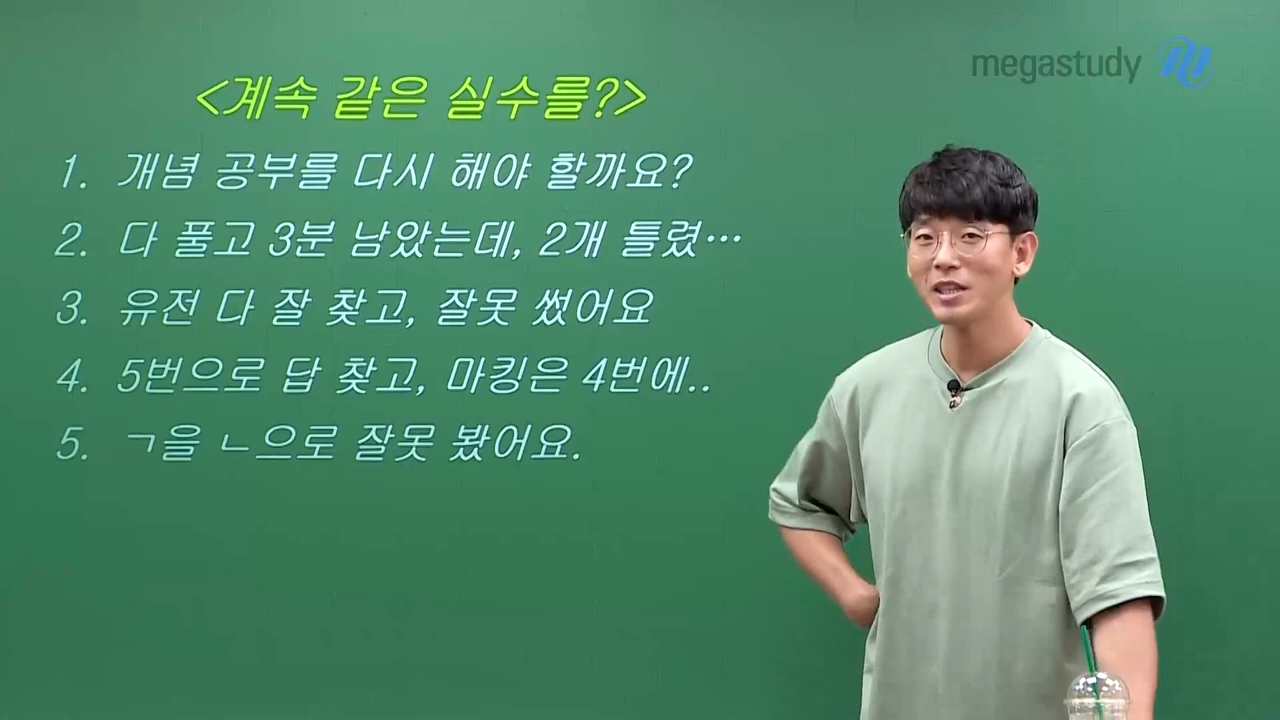 megastudy
<계속 같은 실수를?>
1. 개념 공부를 다시 해야 할까요?
2. 다 풀고 3분 남았는데, 2개 틀렸…
3. 유전 다 잘 찾고, 잘못 썼어요
4. 5번으로 답 찾고, 마킹은 4번에..
5. ㄱ을 ㄴ으로 잘못 봤어요.